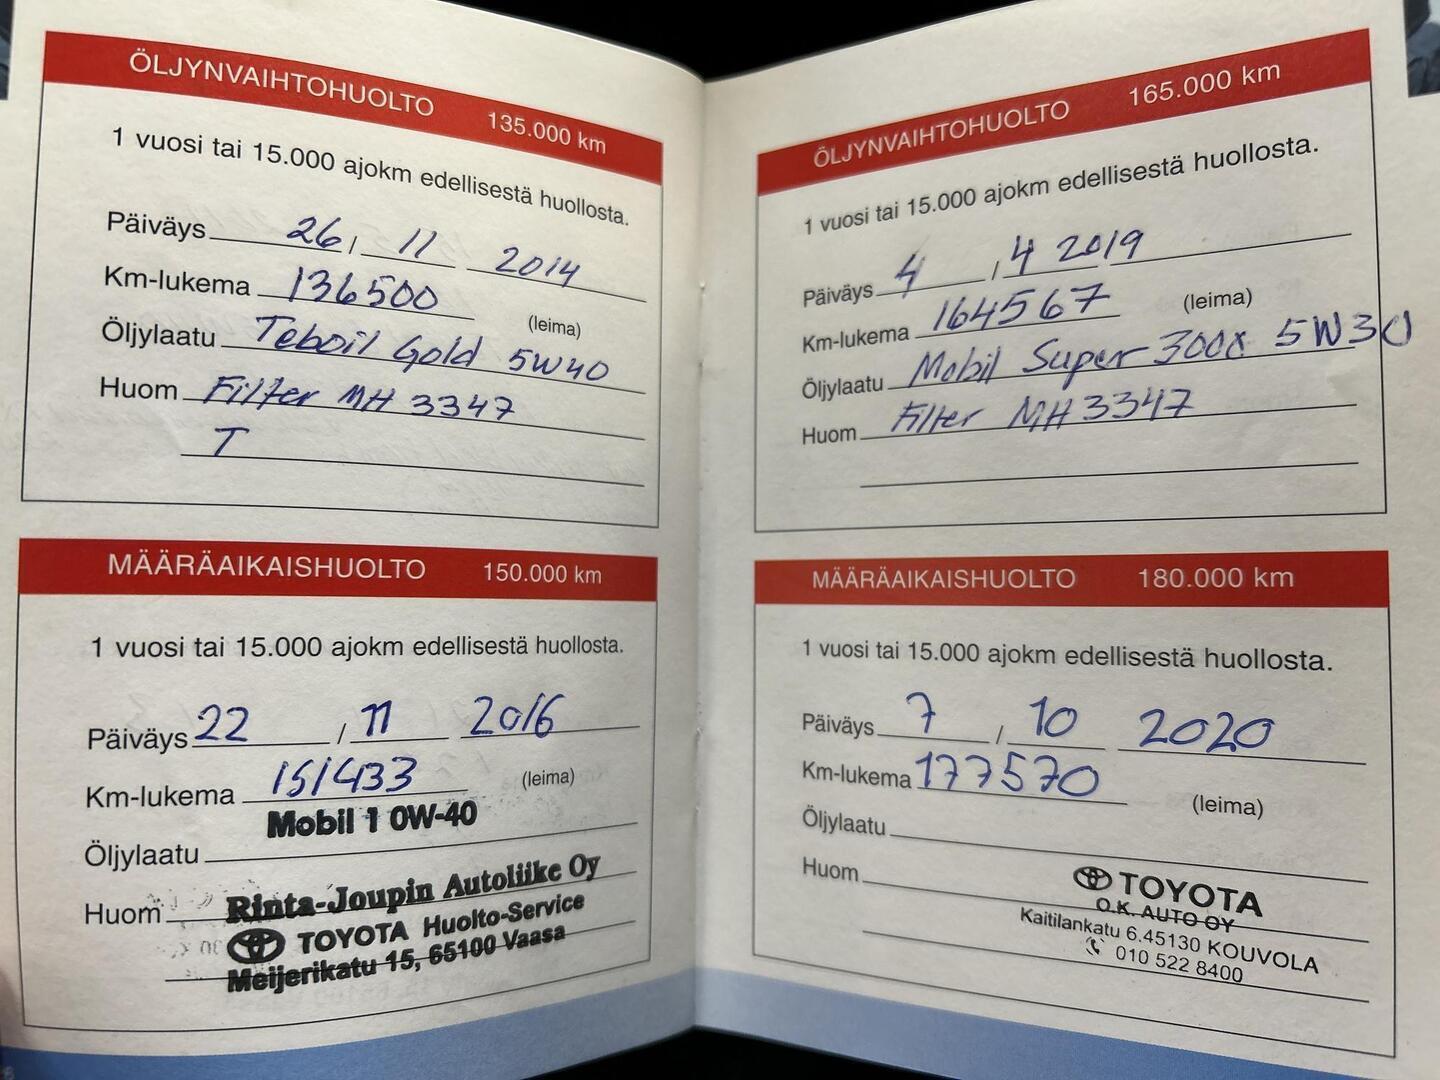 ÖLJYNVAIHTOHUOLTO 135.000 km
1 vuosi tai 15.000 ajokm edellisestä huollosta.
Päiväys 26 / 11 2014
Km-lukema 136500
(leima)
Öljylaatu Teboil Gold 5W40
Huom Filter MH 3347
T
MÄÄRÄAIKAISHUOLTO 150.000 km
1 vuosi tai 15.000 ajokm edellisestä huollosta.
Päiväys 22 / 11 2016
Km-lukema 151433 (leima)
Mobil 1 0W-40
Öljylaatu
Huom
Rinta-Joupin Autoliike Oy
TOYOTA Huolto-Service
Meijerikatu 15, 65100 Vaasa
ÖLJYNVAIHTOHUOLTO 165.000 km
1 vuosi tai 15.000 ajokm edellisestä huollosta.
Päiväys 4 / 4 2019
Km-lukema 164567 (leima)
Öljylaatu Mobil Super 3000 5W30
Huom Filter MH3347
MÄÄRÄAIKAISHUOLTO 180.000 km
1 vuosi tai 15.000 ajokm edellisestä huollosta.
Päiväys 7 / 10 2020
Km-lukema 177570
(leima)
Öljylaatu
Huom
TOYOTA
O.K. AUTO OY
Kaitilankatu 6.45130 KOUVOLA
010 522 8400